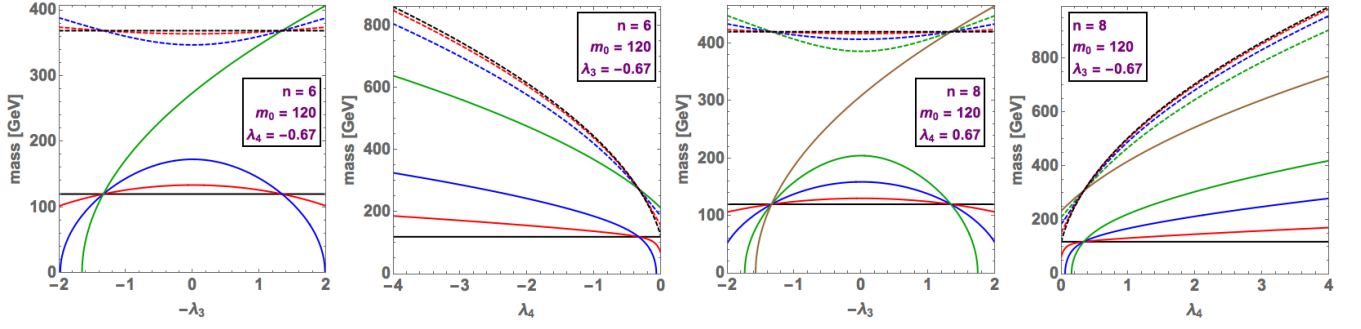 mass [GeV]
400
300
200
100
0
n = 6
m0 = 120
λ4 = −0.67
−2
−1
0
1
2
−λ3
mass [GeV]
800
600
400
200
0
n = 6
m0 = 120
λ3 = −0.67
−4
−3
−2
−1
0
λ4
mass [GeV]
400
300
200
100
0
n = 8
m0 = 120
λ4 = 0.67
−2
−1
0
1
2
−λ3
mass [GeV]
800
600
400
200
0
n = 8
m0 = 120
λ3 = −0.67
0
1
2
3
4
λ4